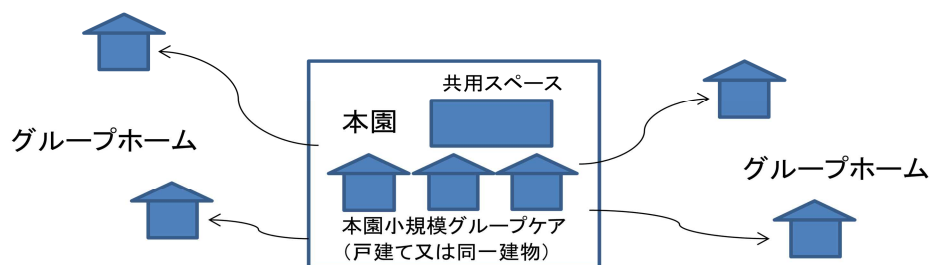 共用スペース
本園
グループホーム
グループホーム
本園小規模グループケア
（戸建て又は同一建物）